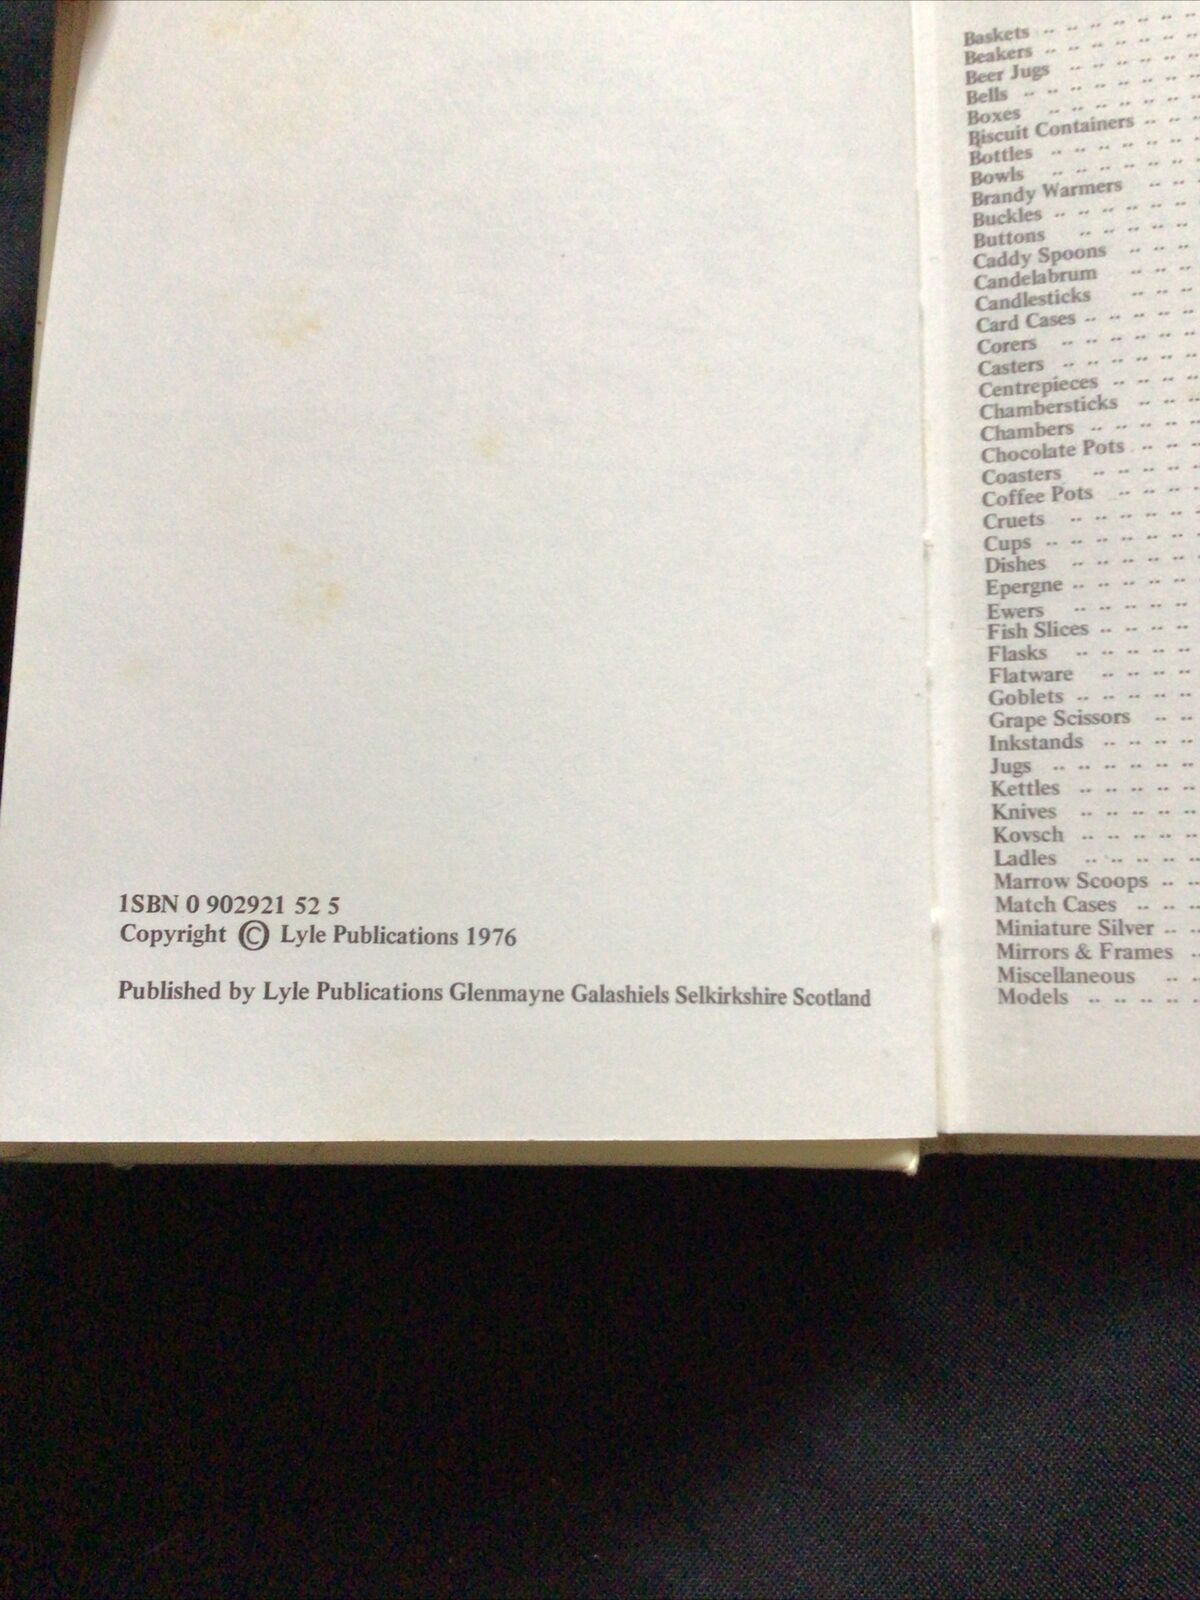 1SBN 0 902921 52 5
Copyright © Lyle Publications 1976
Published by Lyle Publications Glenmayne Galashiels Selkirkshire Scotland
Baskets .. .. .. .. .. .. ..
Beakers .. .. .. .. .. .. ..
Beer Jugs .. .. .. .. .. ..
Bells .. .. .. .. .. .. .. ..
Boxes .. .. .. .. .. .. ..
Biscuit Containers .. .. ..
Bottles .. .. .. .. .. .. ..
Bowls .. .. .. .. .. ..
Brandy Warmers .. ..
Buckles .. .. .. .. .. ..
Buttons .. .. .. .. ..
Caddy Spoons .. .. ..
Candelabrum .. .. ..
Candlesticks .. .. ..
Card Cases .. .. .. .. ..
Corers .. .. .. .. .. ..
Casters .. .. .. .. .. ..
Centrepieces .. .. .. ..
Chambersticks .. .. ..
Chambers .. .. .. .. ..
Chocolate Pots .. .. ..
Coasters .. .. .. .. ..
Coffee Pots .. .. .. ..
Cruets .. .. .. .. .. ..
Cups .. .. .. .. .. .. ..
Dishes .. .. .. .. .. ..
Epergne .. .. .. .. ..
Ewers .. .. .. .. ..
Fish Slices .. .. .. ..
Flasks .. .. .. .. ..
Flatware .. .. .. ..
Goblets .. .. .. .. ..
Grape Scissors .. ..
Inkstands .. .. .. ..
Jugs .. .. .. .. .. ..
Kettles .. .. .. .. ..
Knives .. .. .. .. ..
Kovsch .. .. .. .. ..
Ladles .. .. .. .. ..
Marrow Scoops .. ..
Match Cases .. .. ..
Miniature Silver .. ..
Mirrors & Frames ..
Miscellaneous .. ..
Models .. .. .. .. ..